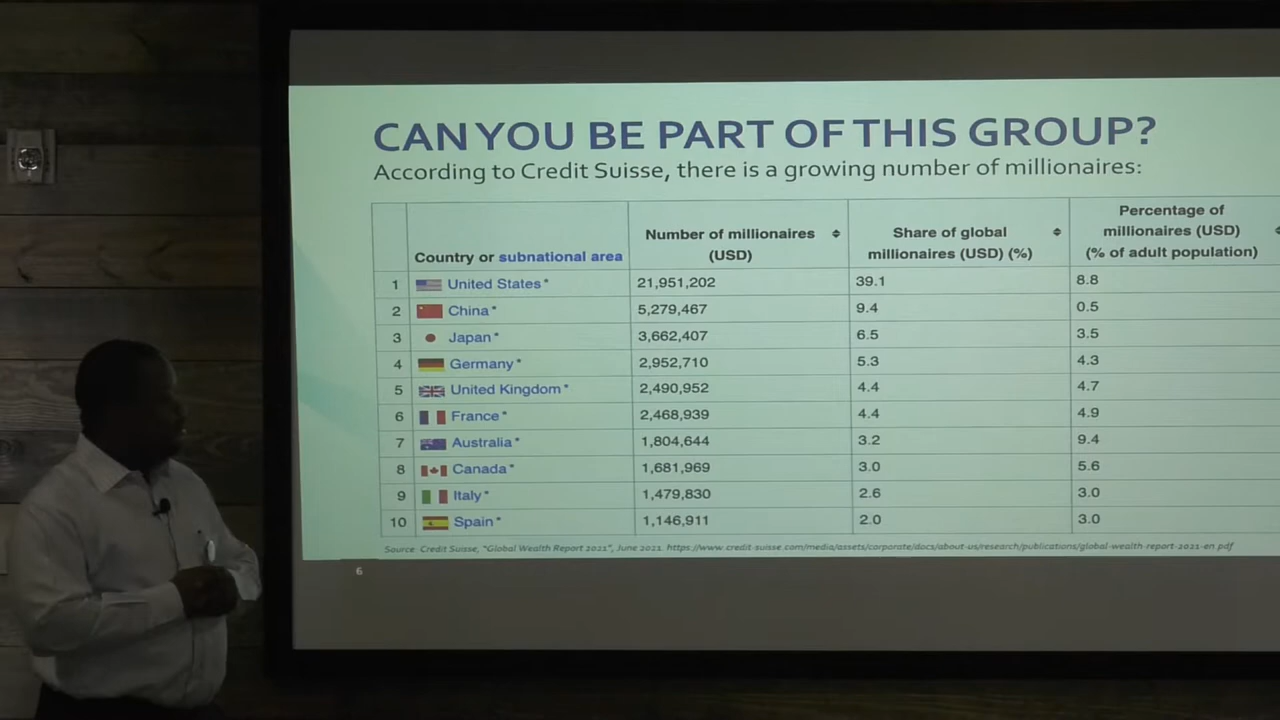 CAN YOU BE PART OF THIS GROUP?
According to Credit Suisse, there is a growing number of millionaires:
Country or subnational area
Number of millionaires
(USD)
Share of global
millionaires (USD) (%)
Percentage of
millionaires (USD)
(% of adult population)
1 United States* 21,951,202 39.1 8.8
2 China* 5,279,467 9.4 0.5
3 Japan* 3,662,407 6.5 3.5
4 Germany* 2,952,710 5.3 4.3
5 United Kingdom* 2,490,952 4.4 4.7
6 France* 2,468,939 4.4 4.9
7 Australia* 1,804,644 3.2 9.4
8 Canada* 1,681,969 3.0 5.6
9 Italy* 1,479,830 2.6 3.0
10 Spain* 1,146,911 2.0 3.0
Source: Credit Suisse, "Global Wealth Report 2021", June 2021. https://www.credit-suisse.com/media/assets/corporate/docs/about-us/research/publications/global-wealth-report-2021-en.pdf
6